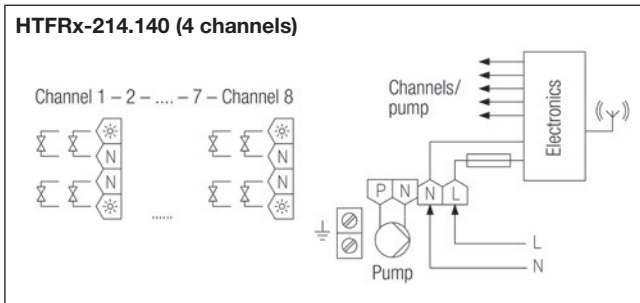 HTFRx-214.140 (4 channels)
Channel 1 – 2 – .... – 7 – Channel 8
N
N
......
N
N
Channels/
pump
Electronics
P N N L
Pump
L
N